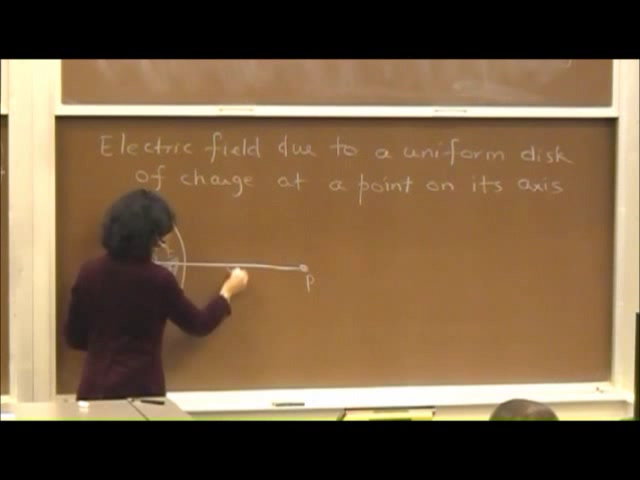 Electric field due to a uniform disk
of charge at a point on its axis
P